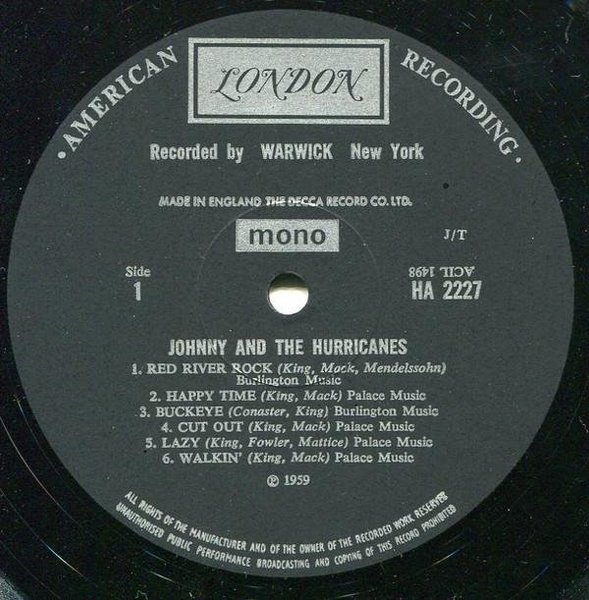 · AMERICAN RECORDING ·
LONDON
Recorded by WARWICK New York
MADE IN ENGLAND THE DECCA RECORD CO. LTD.
mono
J/T
Side
1
ACIL 1498
HA 2227
JOHNNY AND THE HURRICANES
1. RED RIVER ROCK (King, Mack, Mendelssohn)
Burlington Music
2. HAPPY TIME (King, Mack) Palace Music
3. BUCKEYE (Conaster, King) Burlington Music
4. CUT OUT (King, Mack) Palace Music
5. LAZY (King, Fowler, Mattice) Palace Music
6. WALKIN' (King, Mack) Palace Music
℗ 1959
ALL RIGHTS OF THE MANUFACTURER AND OF THE OWNER OF THE RECORDED WORK RESERVED
UNAUTHORISED PUBLIC PERFORMANCE BROADCASTING AND COPYING OF THIS RECORD PROHIBITED